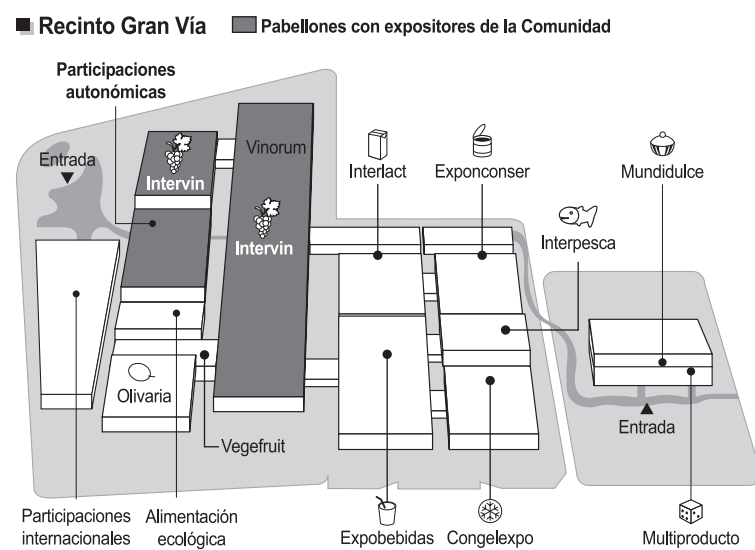 Recinto Gran Vía
Pabellones con expositores de la Comunidad
Participaciones
autonómicas
Entrada
Intervin
Vinorum
Intervin
Interlact
Exponconser
Mundidulce
Interpesca
Olivaria
Vegefruit
Entrada
Participaciones
internacionales
Alimentación
ecológica
Expobebidas
Congelexpo
Multiproducto